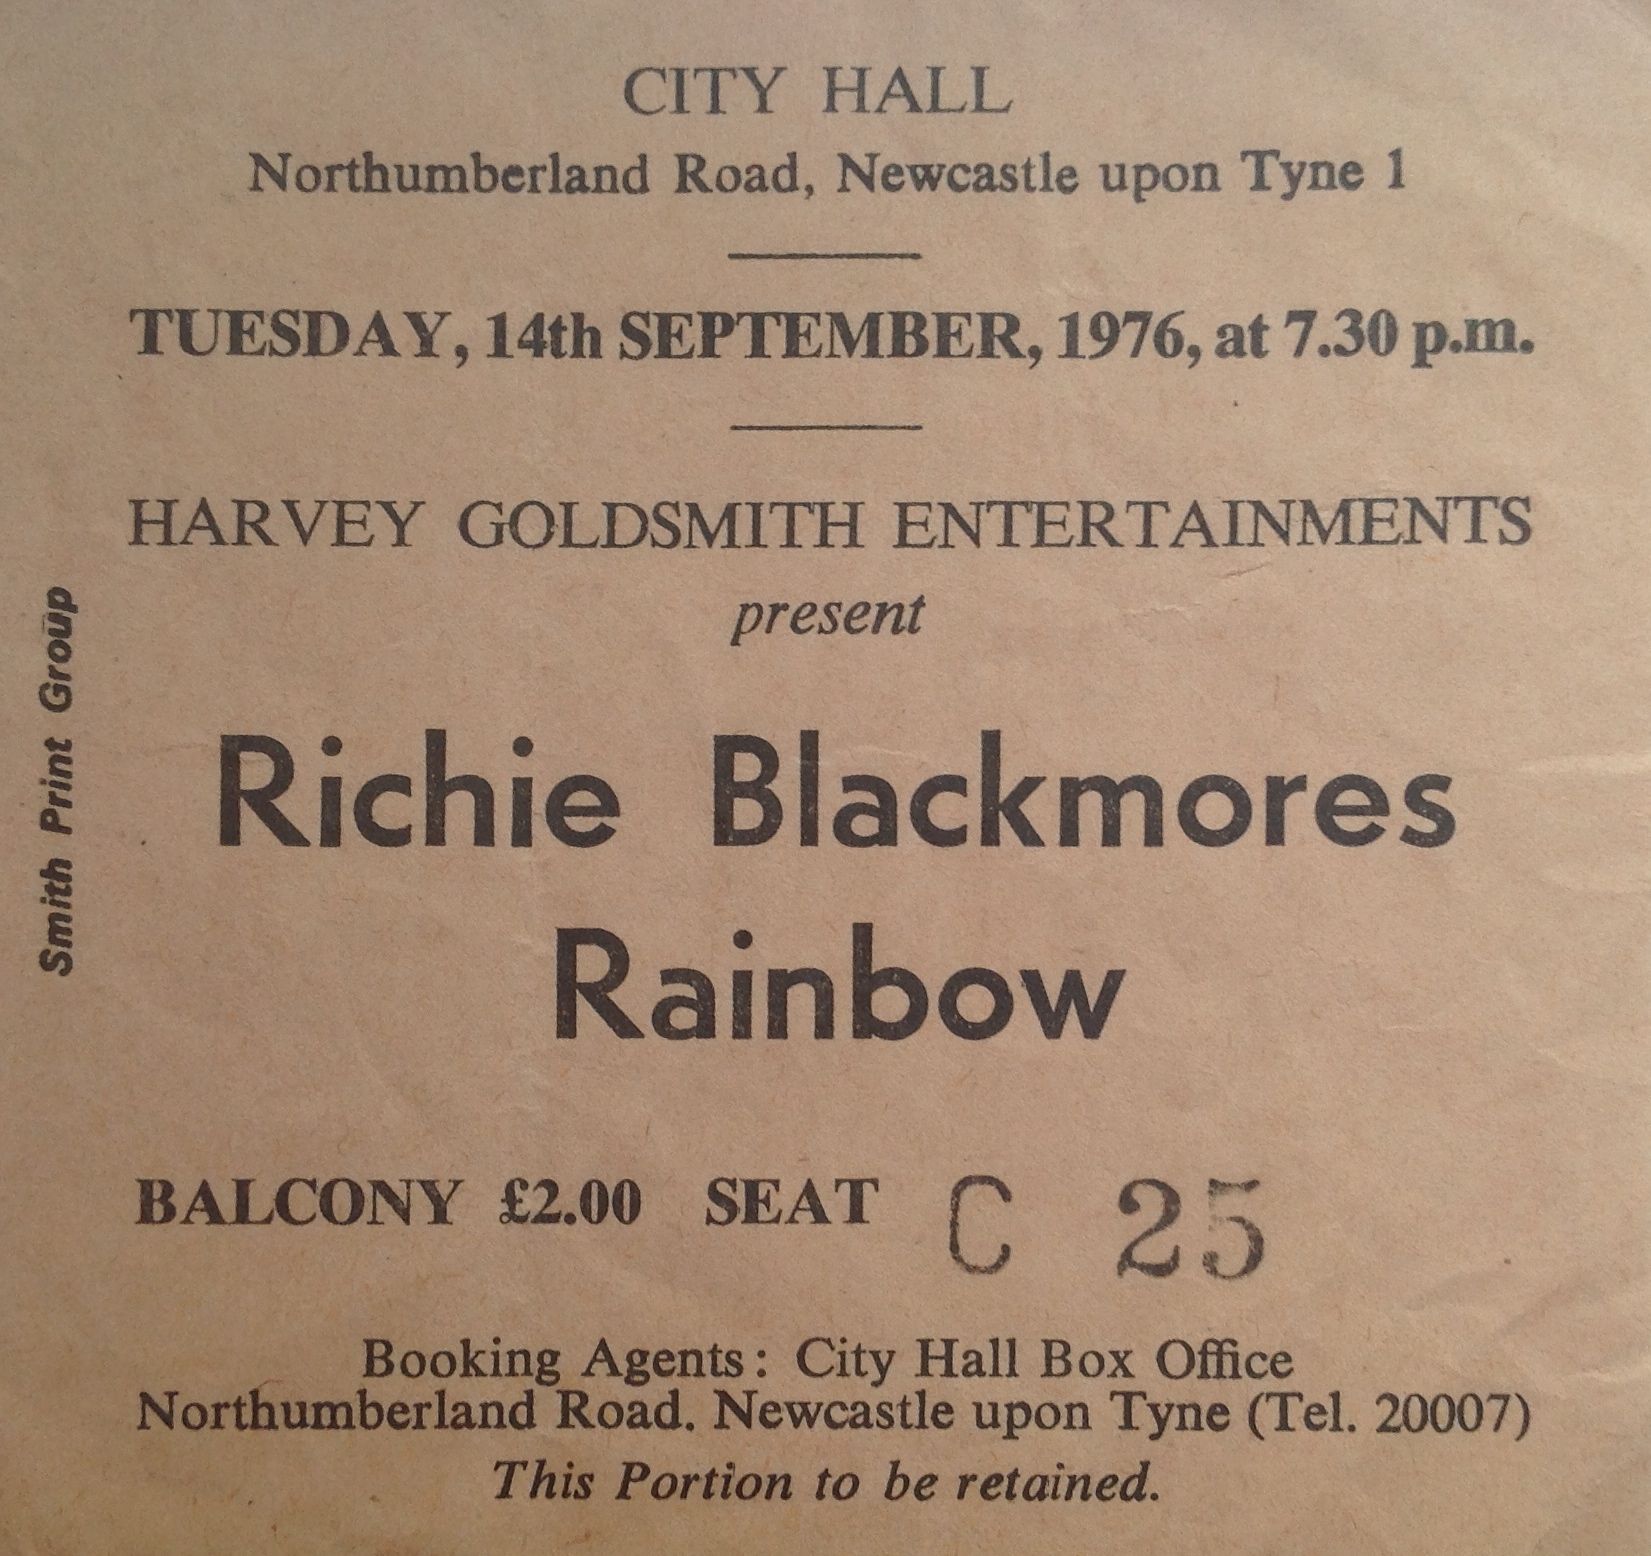 CITY HALL
Northumberland Road, Newcastle upon Tyne 1
TUESDAY, 14th SEPTEMBER, 1976, at 7.30 p.m.
HARVEY GOLDSMITH ENTERTAINMENTS
present
Richie Blackmores
Rainbow
BALCONY £2.00 SEAT C 25
Booking Agents: City Hall Box Office
Northumberland Road. Newcastle upon Tyne (Tel. 20007)
This Portion to be retained.
Smith Print Group